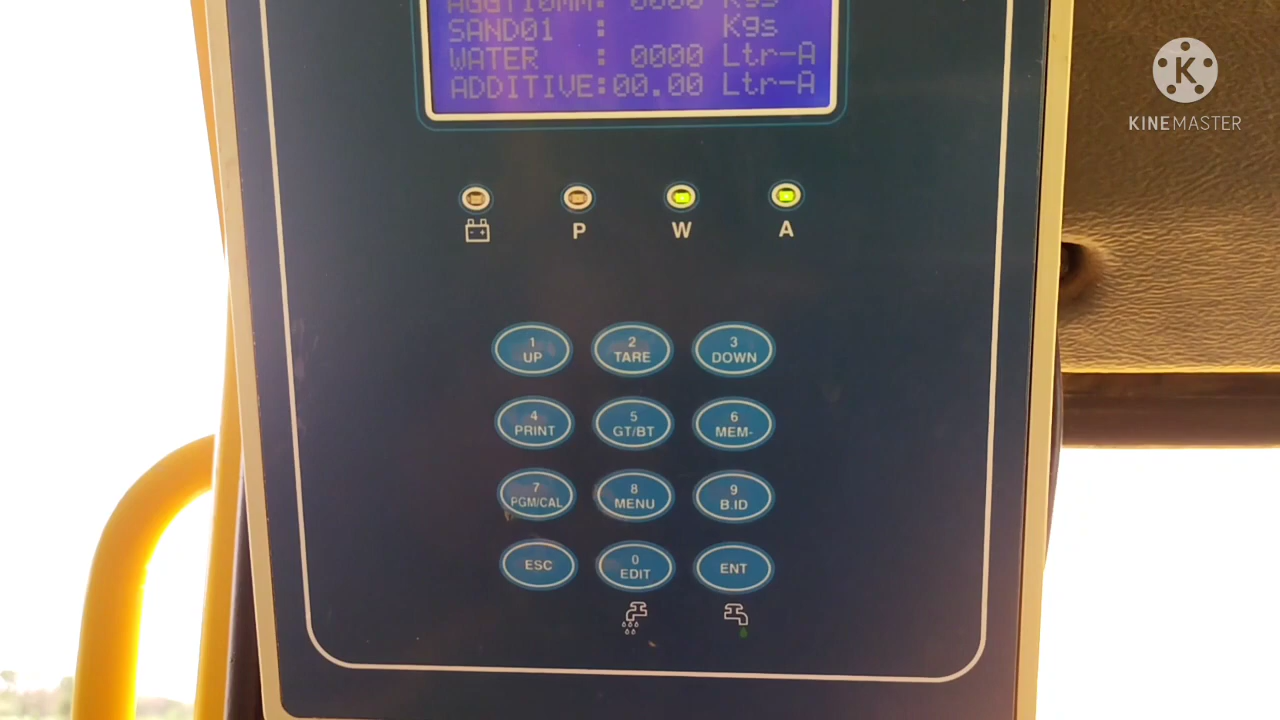 AGGT10MM: 0000 Kgs
SAND01 : Kgs
WATER : 0000 Ltr-A
ADDITIVE:00.00 Ltr-A
K
KINEMASTER
P W A
1 2 3
UP TARE DOWN
4 5 6
PRINT GT/BT MEM-
7 8 9
PGM/CAL MENU B.ID
0
ESC EDIT ENT